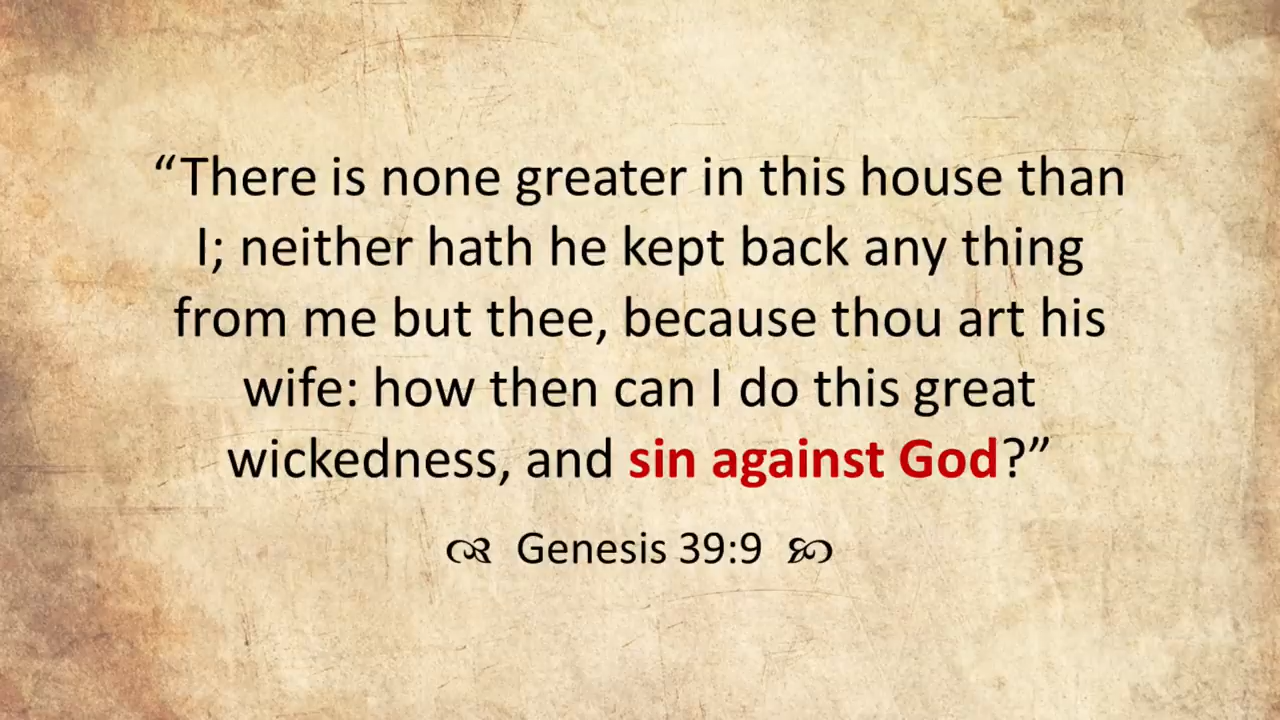 “There is none greater in this house than
I; neither hath he kept back any thing
from me but thee, because thou art his
wife: how then can I do this great
wickedness, and sin against God?”
Genesis 39:9